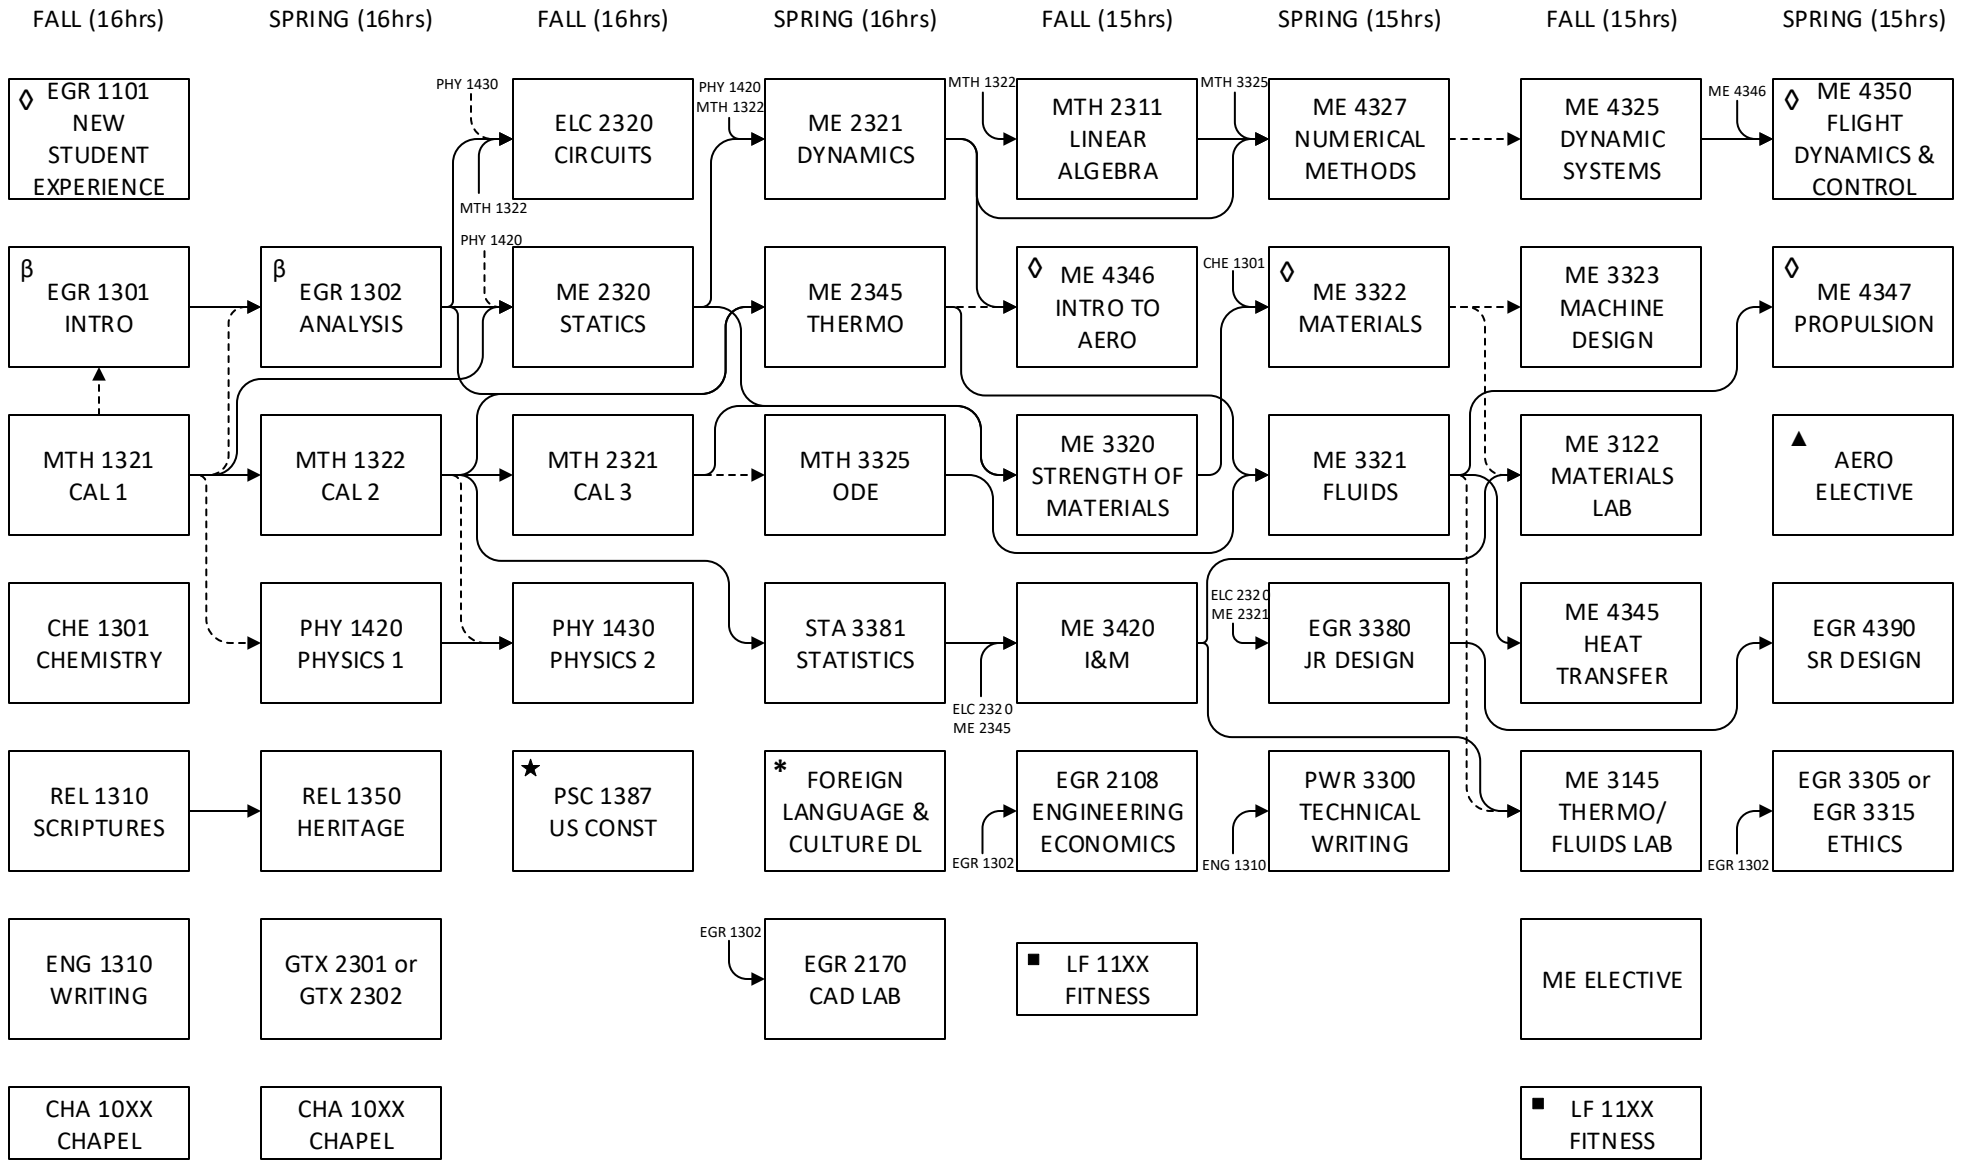 FALL (16hrs)
SPRING (16hrs)
FALL (16hrs)
SPRING (16hrs)
FALL (15hrs)
SPRING (15hrs)
FALL (15hrs)
SPRING (15hrs)
◊ EGR 1101
NEW
STUDENT
EXPERIENCE
PHY 1430
ELC 2320
CIRCUITS
MTH 1322
PHY 1420
MTH 1322
ME 2321
DYNAMICS
MTH 1322
MTH 2311
LINEAR
ALGEBRA
MTH 3325
ME 4327
NUMERICAL
METHODS
ME 4325
DYNAMIC
SYSTEMS
ME 4346
◊ ME 4350
FLIGHT
DYNAMICS &
CONTROL
β
EGR 1301
INTRO
β
EGR 1302
ANALYSIS
PHY 1420
ME 2320
STATICS
ME 2345
THERMO
◊ ME 4346
INTRO TO
AERO
CHE 1301
◊ ME 3322
MATERIALS
ME 3323
MACHINE
DESIGN
◊
ME 4347
PROPULSION
MTH 1321
CAL 1
MTH 1322
CAL 2
MTH 2321
CAL 3
MTH 3325
ODE
ME 3320
STRENGTH OF
MATERIALS
ME 3321
FLUIDS
ME 3122
MATERIALS
LAB
▲
AERO
ELECTIVE
CHE 1301
CHEMISTRY
PHY 1420
PHYSICS 1
PHY 1430
PHYSICS 2
STA 3381
STATISTICS
ELC 2320
ME 2345
ME 3420
I&M
ELC 2320
ME 2321
EGR 3380
JR DESIGN
ME 4345
HEAT
TRANSFER
EGR 4390
SR DESIGN
REL 1310
SCRIPTURES
REL 1350
HERITAGE
★
PSC 1387
US CONST
* FOREIGN
LANGUAGE &
CULTURE DL
EGR 1302
EGR 2108
ENGINEERING
ECONOMICS
ENG 1310
PWR 3300
TECHNICAL
WRITING
ME 3145
THERMO/
FLUIDS LAB
EGR 1302
EGR 3305 or
EGR 3315
ETHICS
ENG 1310
WRITING
GTX 2301 or
GTX 2302
EGR 1302
EGR 2170
CAD LAB
■ LF 11XX
FITNESS
ME ELECTIVE
CHA 10XX
CHAPEL
CHA 10XX
CHAPEL
■ LF 11XX
FITNESS